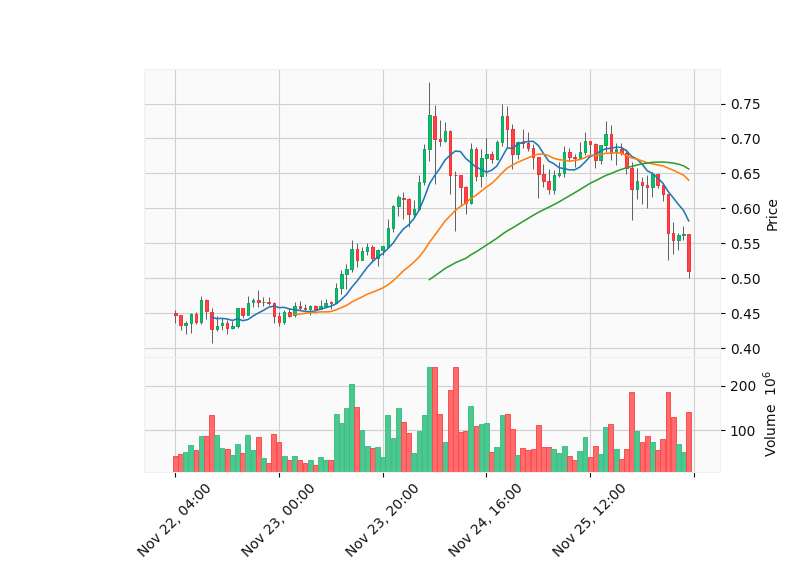 0.75
0.70
0.65
0.60
0.55
0.50
0.45
0.40
Price
200
100
Volume 10^6
Nov 22, 04:00
Nov 23, 00:00
Nov 23, 20:00
Nov 24, 16:00
Nov 25, 12:00